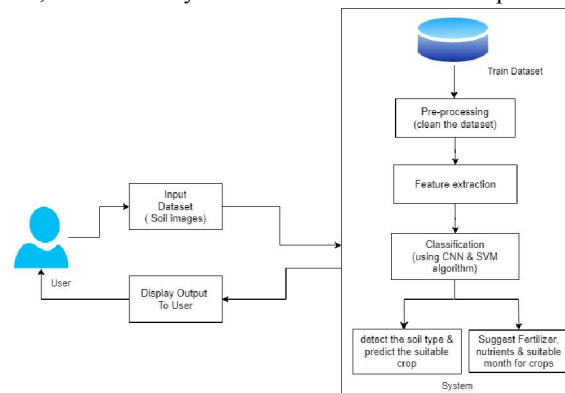 Train Dataset
Pre-processing
(clean the dataset)
Feature extraction
Input
Dataset
( Soil images)
Classification
(using CNN & SVM
algorithm)
User
Display Output
To User
detect the soil type &
predict the suitable
crop
Suggest Fertilizer,
nutrients & suitable
month for crops
System